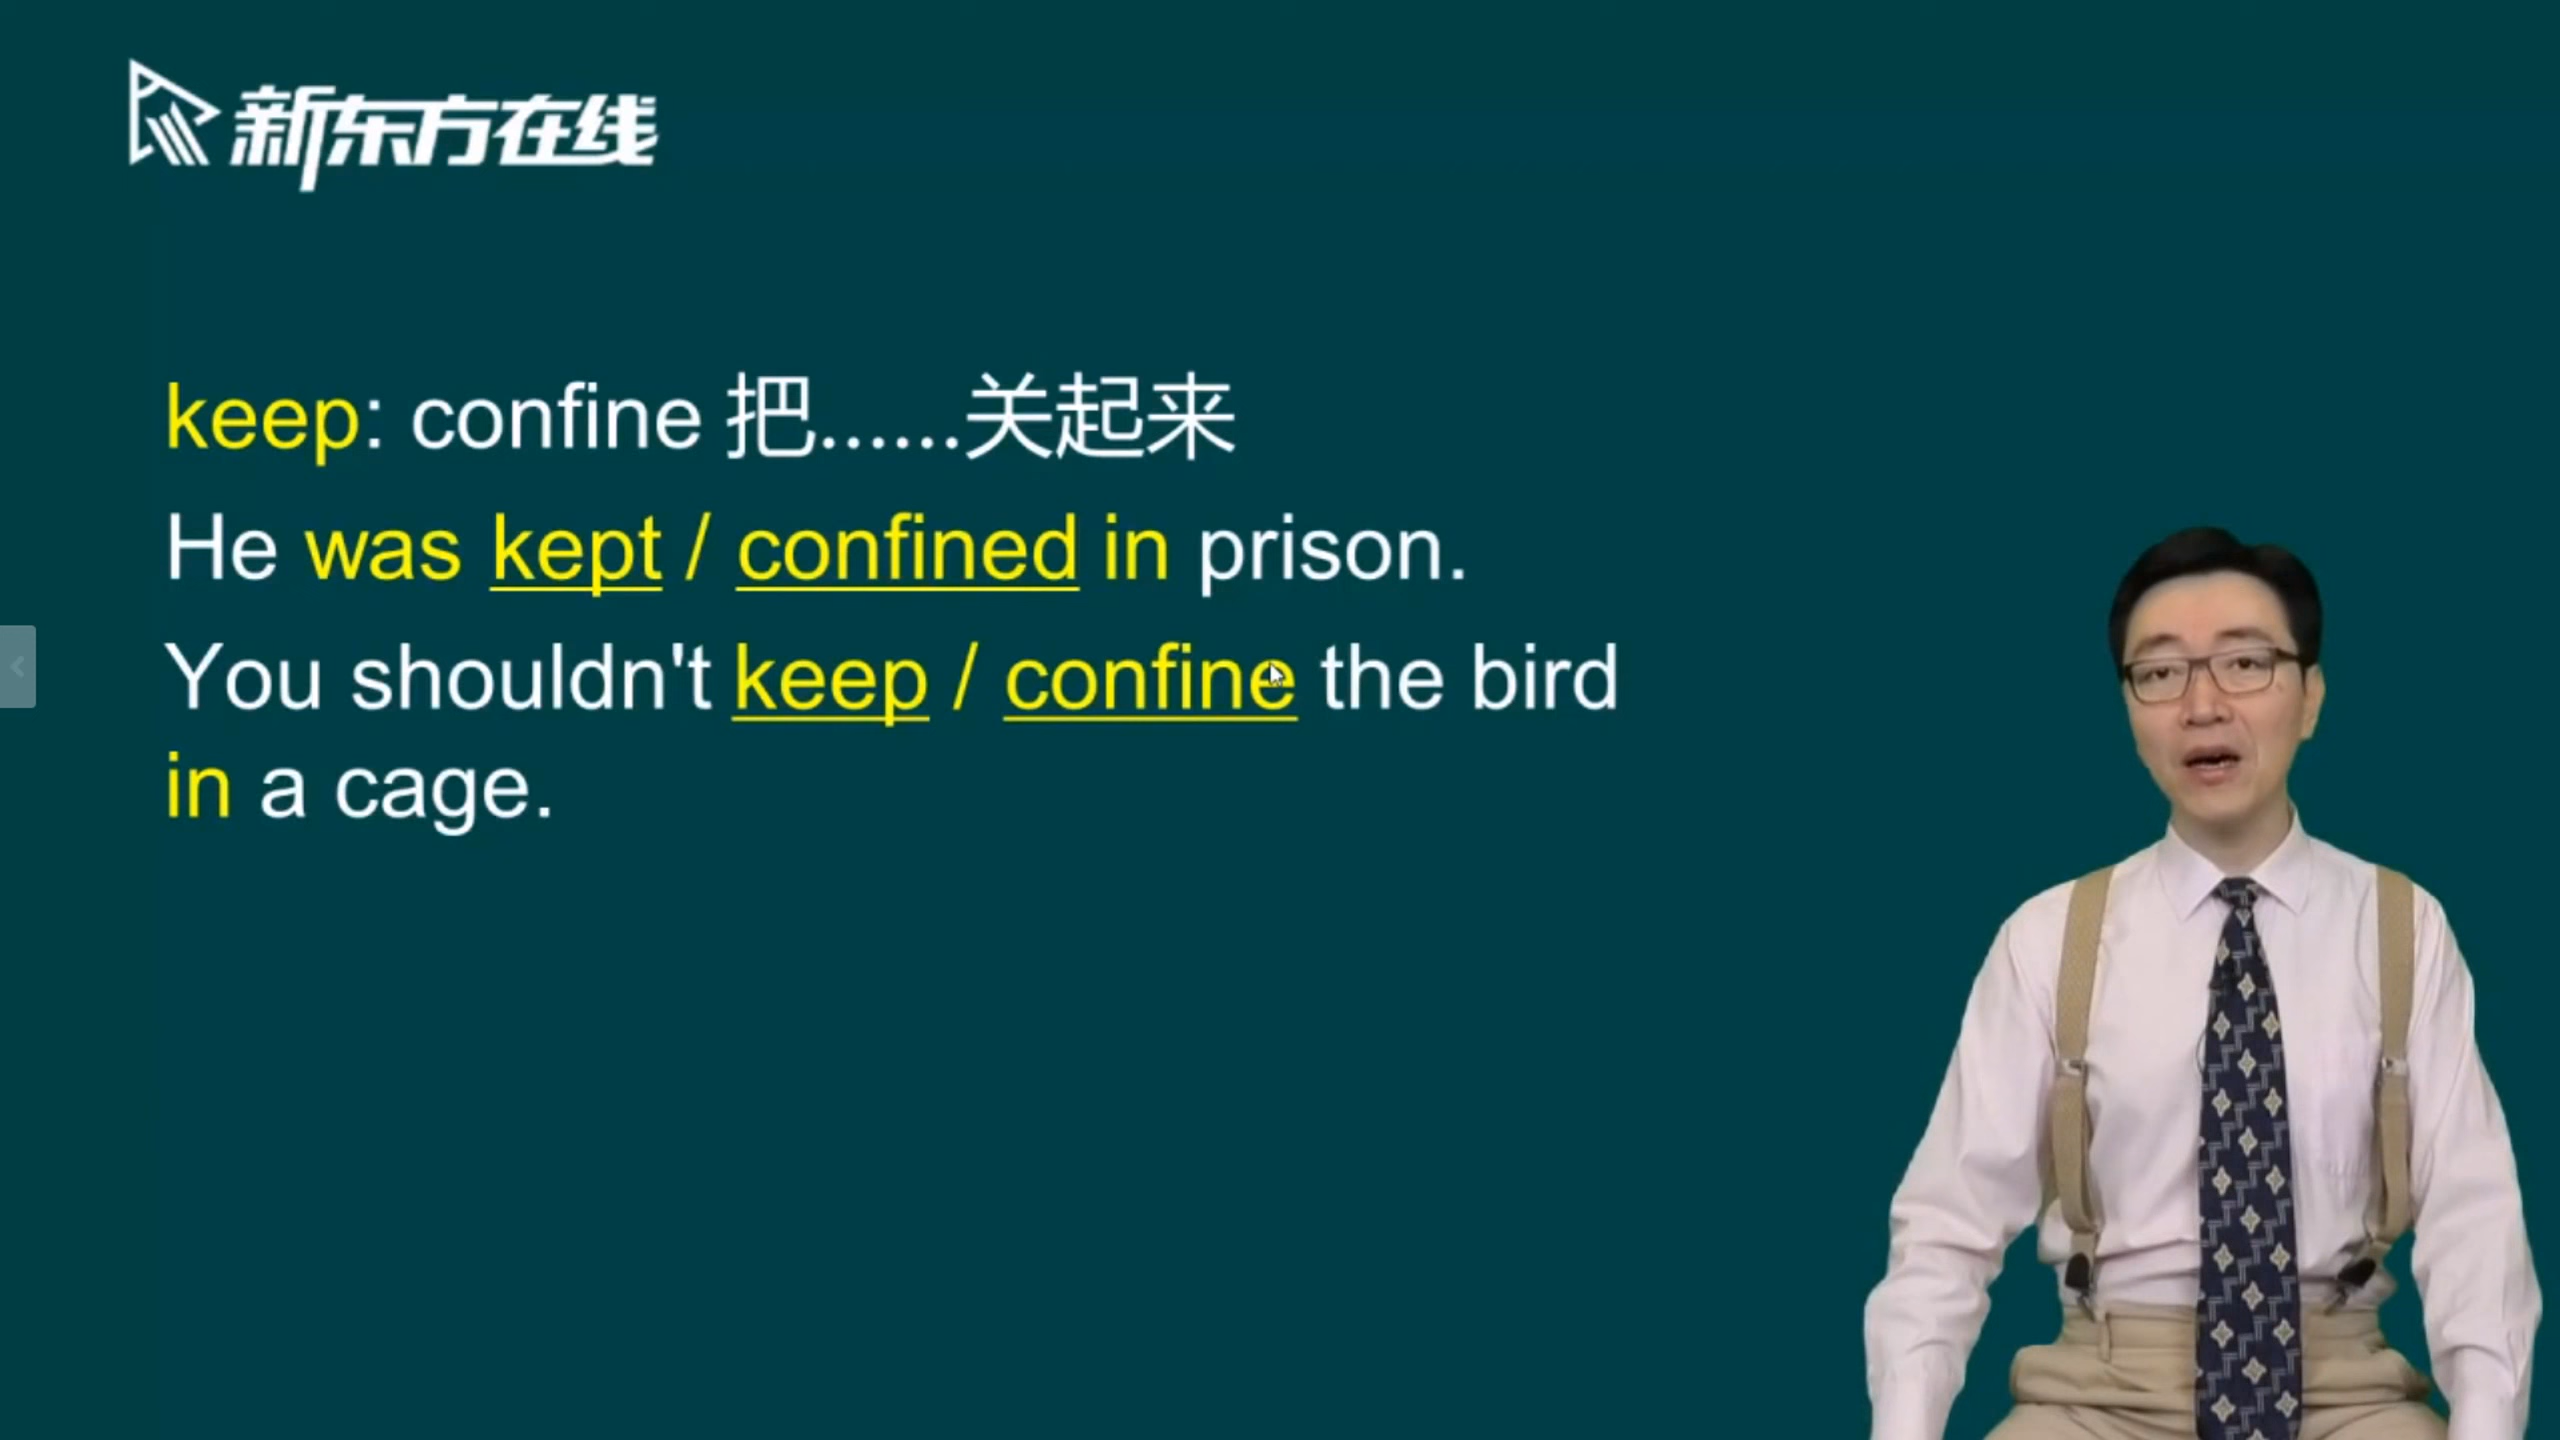 新东方在线
keep: confine 把......关起来
He was kept / confined in prison.
You shouldn't keep / confine the bird
in a cage.